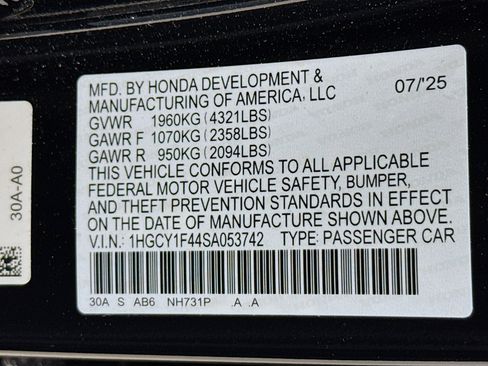 MFD. BY HONDA DEVELOPMENT &
MANUFACTURING OF AMERICA, LLC 07/'25
GVWR 1960KG (4321LBS)
GAWR F 1070KG (2358LBS)
GAWR R 950KG (2094LBS)
THIS VEHICLE CONFORMS TO ALL APPLICABLE
FEDERAL MOTOR VEHICLE SAFETY, BUMPER,
AND THEFT PREVENTION STANDARDS IN EFFECT
ON THE DATE OF MANUFACTURE SHOWN ABOVE.
V.I.N.: 1HGCY1F44SA053742 TYPE: PASSENGER CAR
30A S AB6 NH731P .A .A
30A-A0